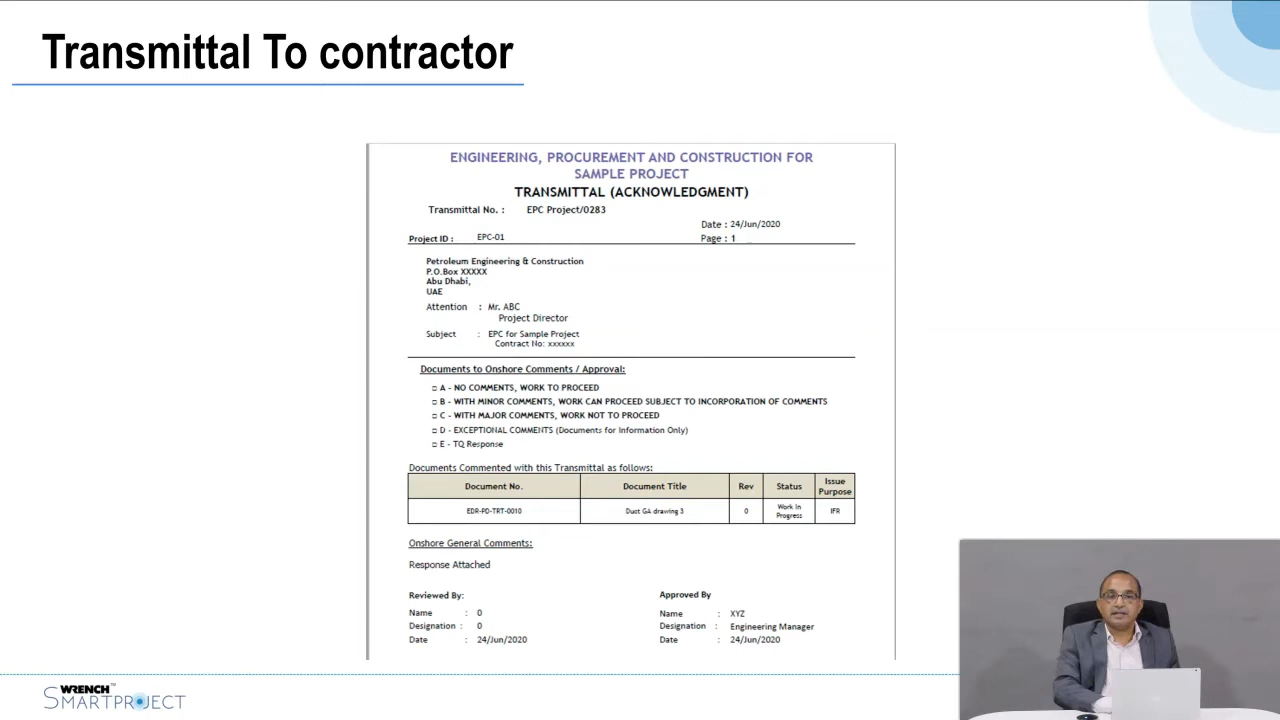 Transmittal To contractor
ENGINEERING, PROCUREMENT AND CONSTRUCTION FOR
SAMPLE PROJECT
TRANSMITTAL (ACKNOWLEDGMENT)
Transmittal No. : EPC Project/0283
Date : 24/Jun/2020
Project ID : EPC-01
Page : 1
Petroleum Engineering & Construction
P.O.Box XXXXX
Abu Dhabi,
UAE
Attention : Mr. ABC
Project Director
Subject : EPC for Sample Project
Contract No: xxxxxx
Documents to Onshore Comments / Approval:
□ A - NO COMMENTS, WORK TO PROCEED
□ B - WITH MINOR COMMENTS, WORK CAN PROCEED SUBJECT TO INCORPORATION OF COMMENTS
□ C - WITH MAJOR COMMENTS, WORK NOT TO PROCEED
□ D - EXCEPTIONAL COMMENTS (Documents for Information Only)
□ E - TQ Response
Documents Commented with this Transmittal as follows:
Document No. Document Title Rev Status Issue Purpose
EDR-PD-TRT-0010 Duct GA drawing 3 0 Work In Progress IFR
Onshore General Comments:
Response Attached
Reviewed By: Approved By
Name : 0 Name : XYZ
Designation : 0 Designation : Engineering Manager
Date : 24/Jun/2020 Date : 24/Jun/2020
WRENCH™
SMARTPROJECT